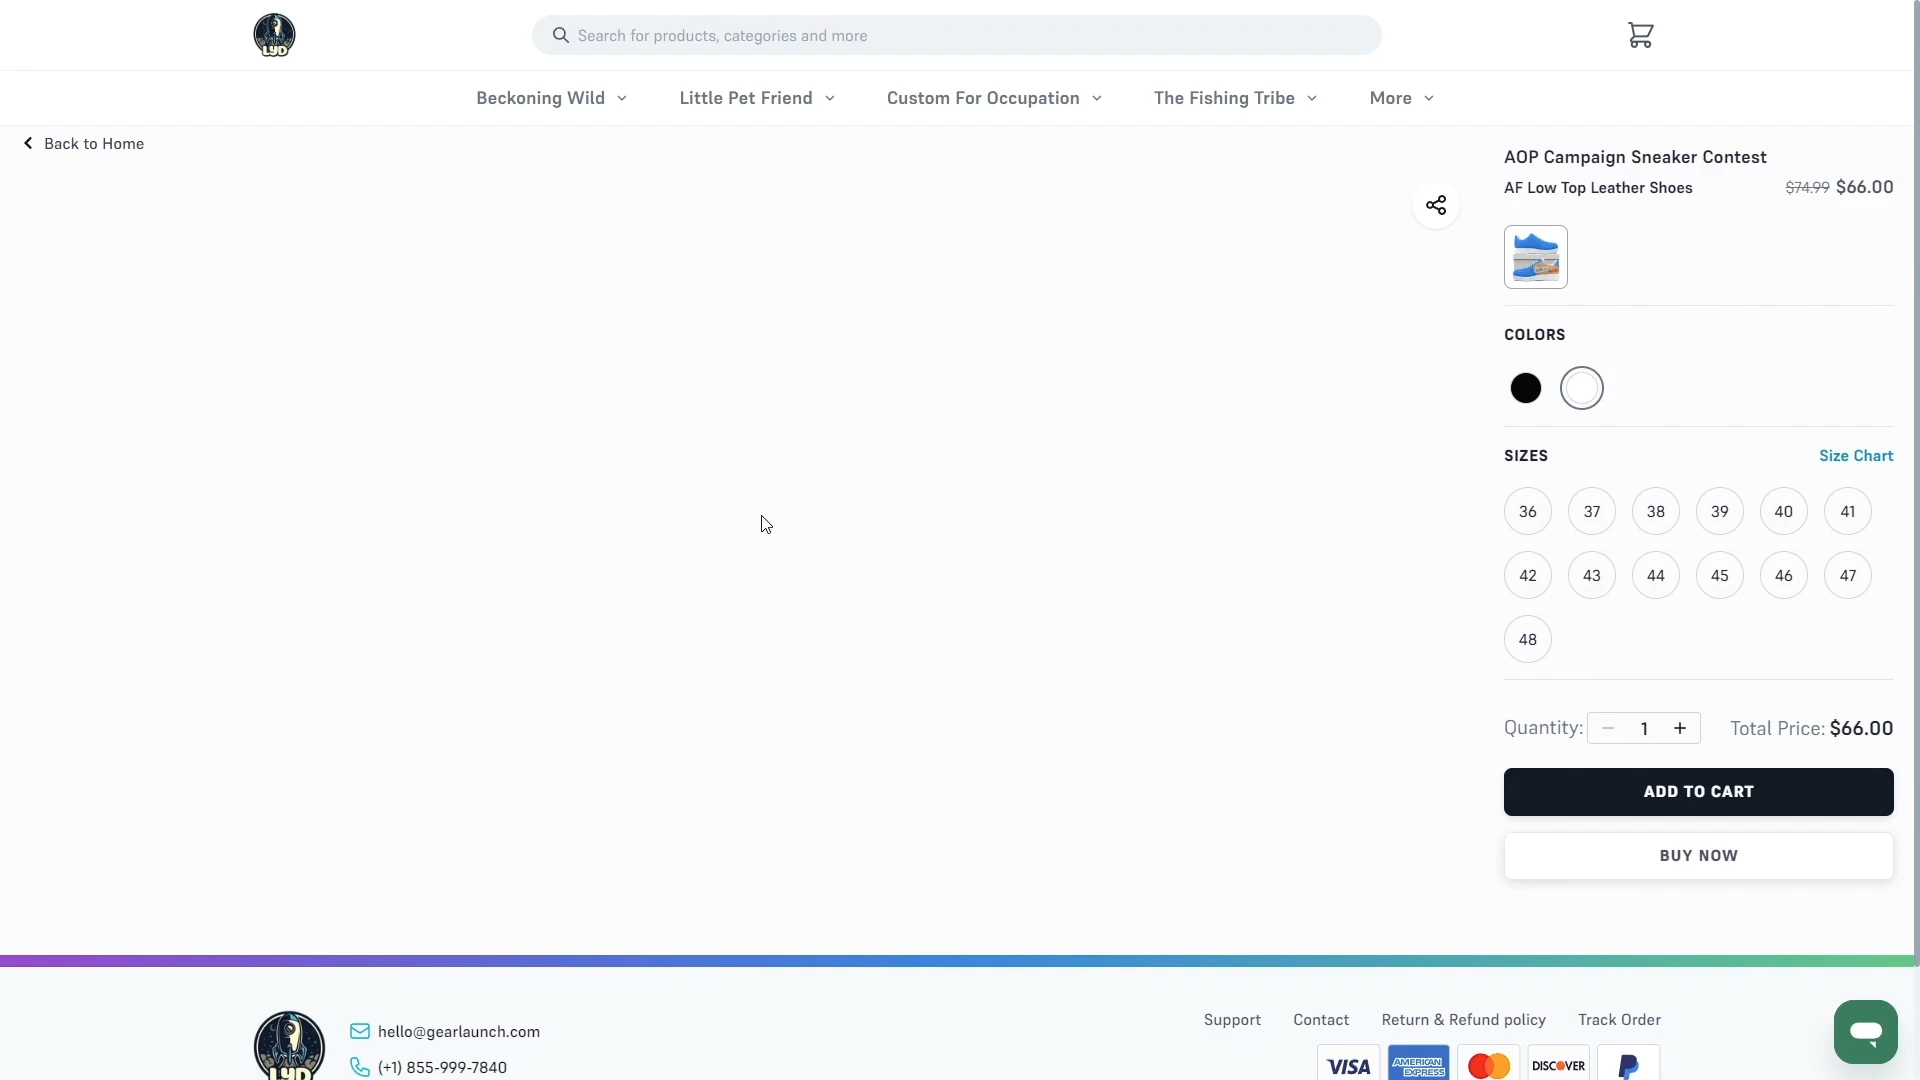 LYD
Search for products, categories and more
Beckoning Wild
Little Pet Friend
Custom For Occupation
The Fishing Tribe
More
Back to Home
AOP Campaign Sneaker Contest
AF Low Top Leather Shoes
$74.99 $66.00
COLORS
SIZES
Size Chart
36 37 38 39 40 41
42 43 44 45 46 47
48
Quantity: 1
Total Price: $66.00
ADD TO CART
BUY NOW
LYD
hello@gearlaunch.com
(+1) 855-999-7840
Support
Contact
Return & Refund policy
Track Order
VISA
AMERICAN EXPRESS
DISCOVER